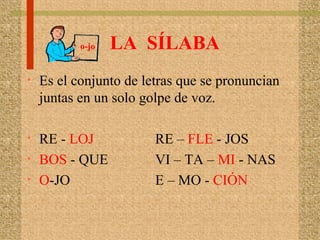 o-jo
LA SÍLABA
• Es el conjunto de letras que se pronuncian
juntas en un solo golpe de voz.
• RE - LOJ RE – FLE - JOS
• BOS - QUE VI – TA – MI - NAS
• O-JO E – MO - CIÓN